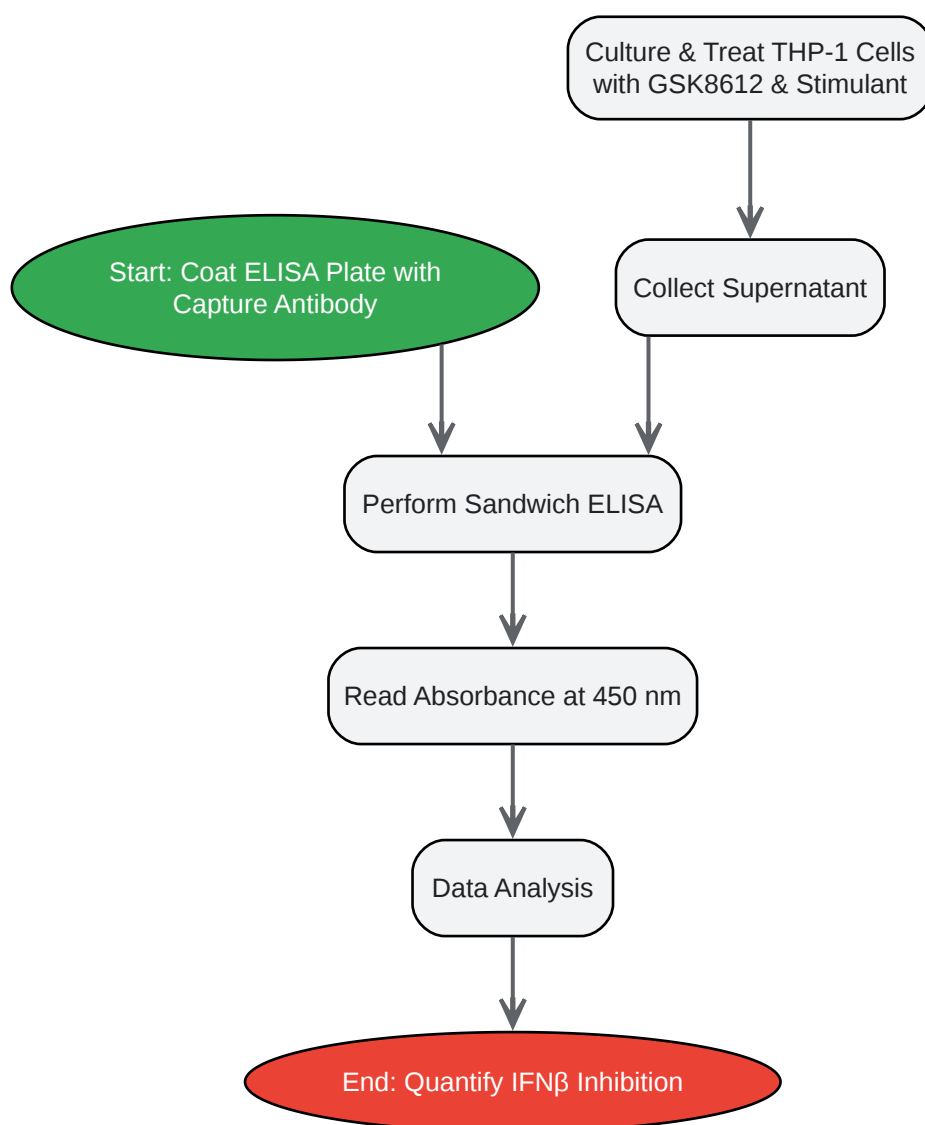 Culture & Treat THP-1 Cells
with GSK8612 & Stimulant
Start: Coat ELISA Plate with
Capture Antibody
Collect Supernatant
Perform Sandwich ELISA
Read Absorbance at 450 nm
Data Analysis
End: Quantify IFNβ Inhibition